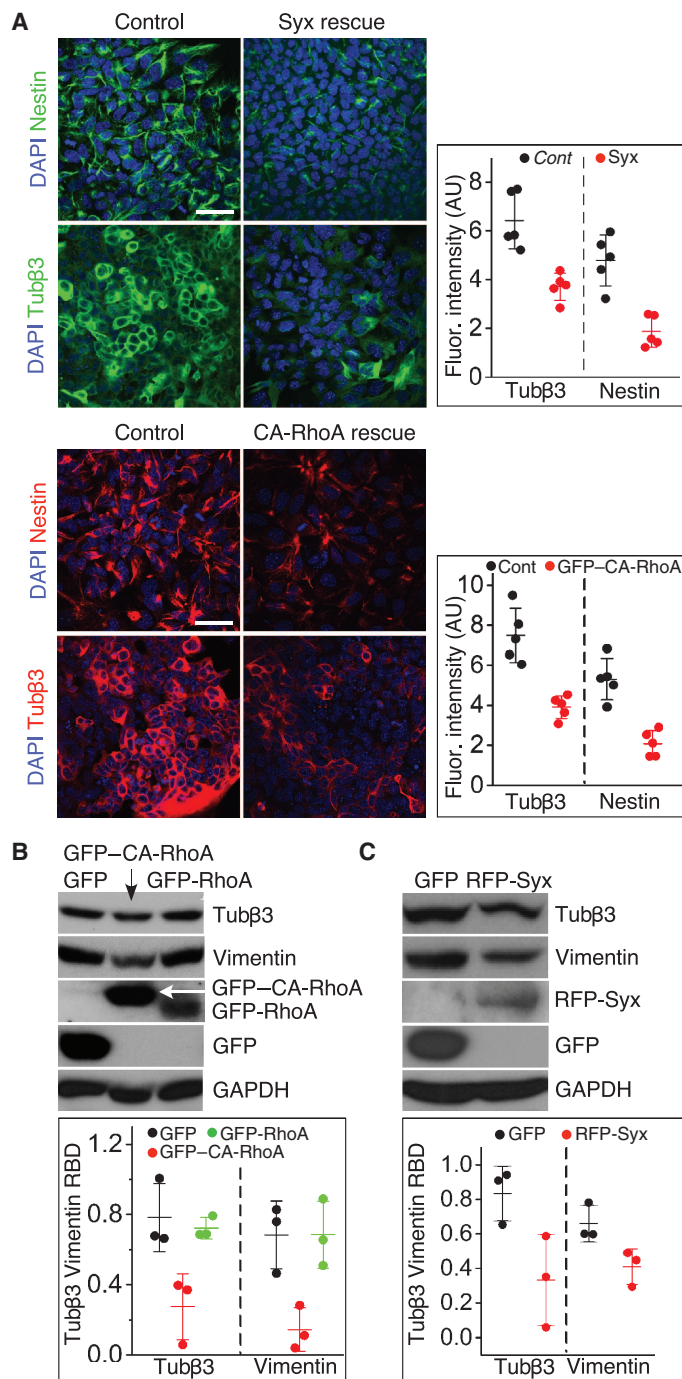 A
Control
Syx rescue
DAPI Nestin
DAPI Tubβ3
Cont
Syx
Fluor. intennsity (AU)
8
6
4
2
0
Tubβ3
Nestin
Control
CA-RhoA rescue
DAPI Nestin
DAPI Tubβ3
Cont
GFP–CA-RhoA
Fluor. intennsity (AU)
10
8
6
4
2
0
Tubβ3
Nestin
B
GFP–CA-RhoA
GFP
GFP-RhoA
Tubβ3
Vimentin
GFP–CA-RhoA
GFP-RhoA
GFP
GAPDH
GFP
GFP-RhoA
GFP–CA-RhoA
Tubβ3 Vimentin RBD
1.2
0.8
0.4
0.0
Tubβ3
Vimentin
C
GFP RFP-Syx
Tubβ3
Vimentin
RFP-Syx
GFP
GAPDH
GFP
RFP-Syx
Tubβ3 Vimentin RBD
1.0
0.8
0.6
0.4
0.2
0.0
Tubβ3
Vimentin